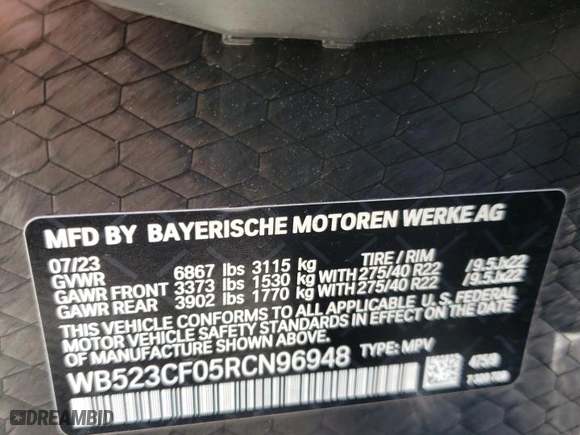 MFD BY BAYERISCHE MOTOREN WERKE AG
07/23 TIRE / RIM
GVWR 6867 lbs 3115 kg
GAWR FRONT 3373 lbs 1530 kg WITH 275/40 R22 /9.5Jx22
GAWR REAR 3902 lbs 1770 kg WITH 275/40 R22 /9.5Jx22
THIS VEHICLE CONFORMS TO ALL APPLICABLE U. S. FEDERAL
MOTOR VEHICLE SAFETY STANDARDS IN EFFECT ON THE
DATE OF MANUFACTURE SHOWN ABOVE.
WB523CF05RCN96948 TYPE: MPV
DREAMBID